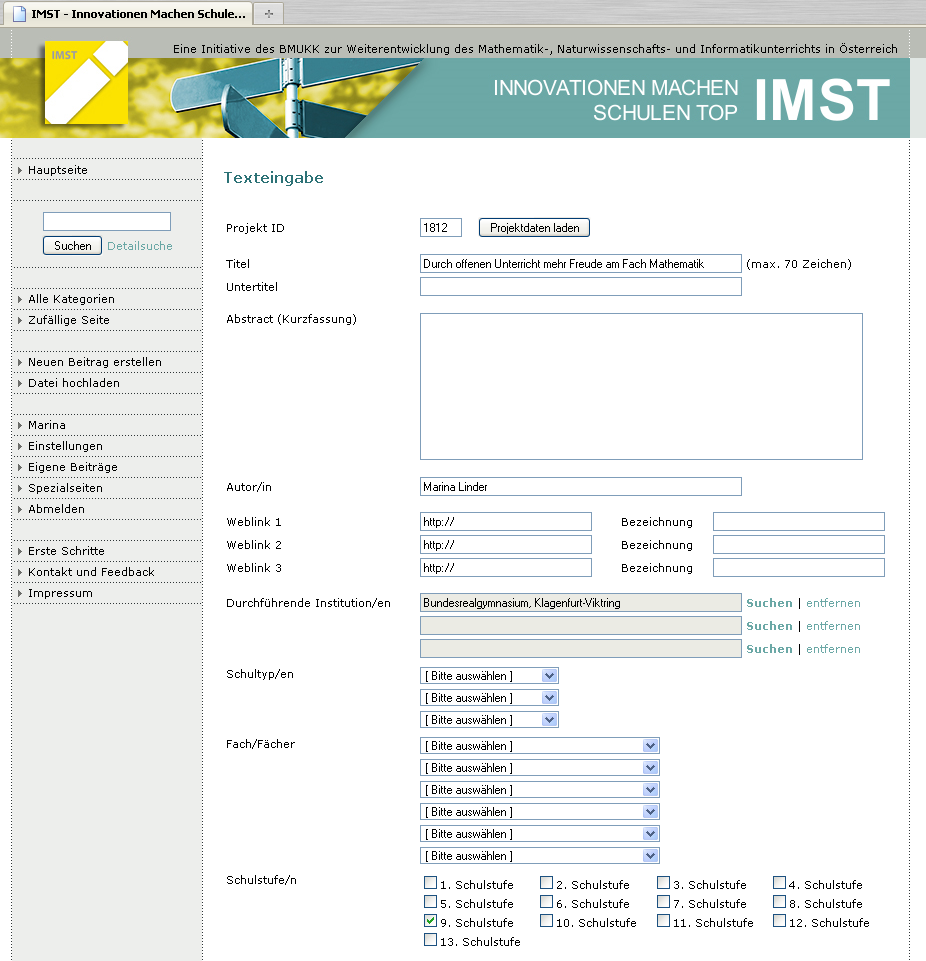 IMST - Innovationen Machen Schule...
Eine Initiative des BMUKK zur Weiterentwicklung des Mathematik-, Naturwissenschafts- und Informatikunterrichts in Österreich
IMST
INNOVATIONEN MACHEN
SCHULEN TOP
IMST
Hauptseite
Suchen Detailsuche
Alle Kategorien
Zufällige Seite
Neuen Beitrag erstellen
Datei hochladen
Marina
Einstellungen
Eigene Beiträge
Spezialseiten
Abmelden
Erste Schritte
Kontakt und Feedback
Impressum
Texteingabe
Projekt ID 1812 Projektdaten laden
Titel Durch offenen Unterricht mehr Freude am Fach Mathematik (max. 70 Zeichen)
Untertitel
Abstract (Kurzfassung)
Autor/in Marina Linder
Weblink 1 http:// Bezeichnung
Weblink 2 http:// Bezeichnung
Weblink 3 http:// Bezeichnung
Durchführende Institution/en Bundesrealgymnasium, Klagenfurt-Viktring Suchen | entfernen
Suchen | entfernen
Suchen | entfernen
Schultyp/en [ Bitte auswählen ]
[ Bitte auswählen ]
[ Bitte auswählen ]
Fach/Fächer [ Bitte auswählen ]
[ Bitte auswählen ]
[ Bitte auswählen ]
[ Bitte auswählen ]
[ Bitte auswählen ]
[ Bitte auswählen ]
Schulstufe/n 1. Schulstufe 2. Schulstufe 3. Schulstufe 4. Schulstufe
5. Schulstufe 6. Schulstufe 7. Schulstufe 8. Schulstufe
9. Schulstufe 10. Schulstufe 11. Schulstufe 12. Schulstufe
13. Schulstufe